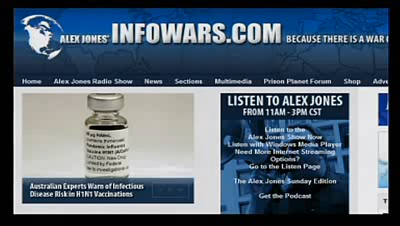 ALEX JONES' INFOWARS.COM BECAUSE THERE IS A WAR
Home Alex Jones Radio Show News Sections Multimedia Prison Planet Forum Shop Adve
LISTEN TO ALEX JONES
FROM 11AM - 3PM CST
Listen to the
Alex Jones Show Now
Listen with Windows Media Player
Need More Internet Streaming
Options?
Go to the Listen Page
The Alex Jones Sunday Edition
Get the Podcast
Australian Experts Warn of Infectious
Disease Risk in H1N1 Vaccinations